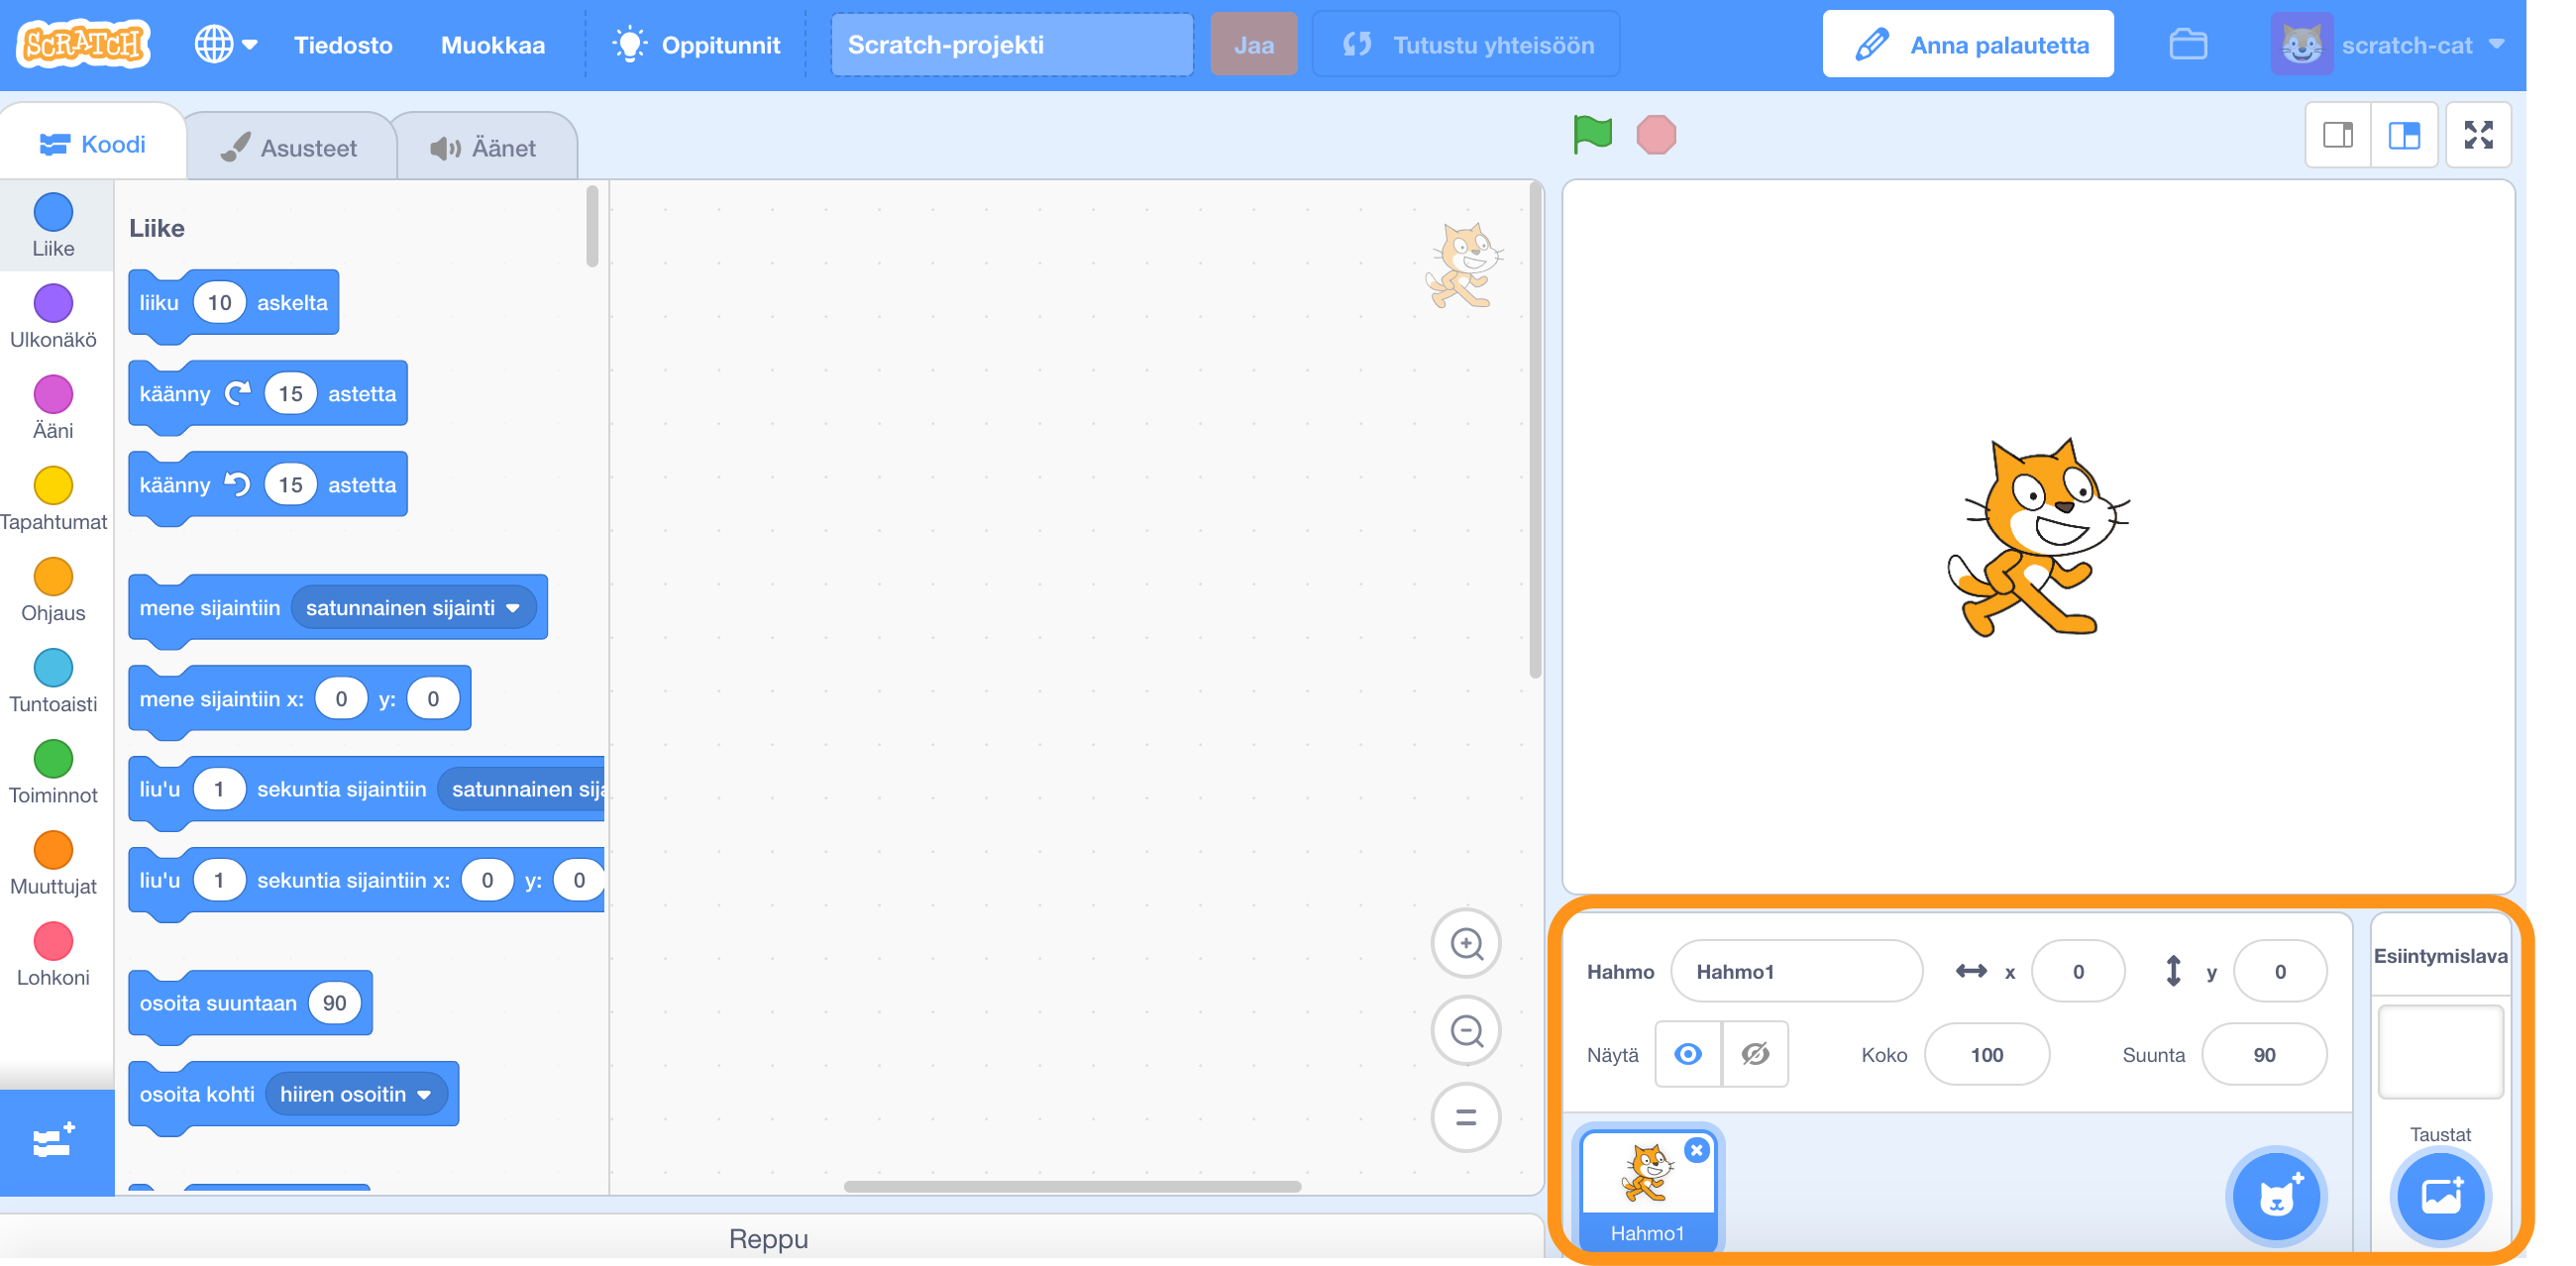 SCRATCH Tiedosto Muokkaa Oppitunnit Scratch-projekti Jaa Tutustu yhteisöön Anna palautetta scratch-cat
Koodi Asusteet Äänet
Liike
Ulkonäkö
Ääni
Tapahtumat
Ohjaus
Tuntoaisti
Toiminnot
Muuttujat
Lohkoni
Liike
liiku 10 askelta
käänny 15 astetta
käänny 15 astetta
mene sijaintiin satunnainen sijainti
mene sijaintiin x: 0 y: 0
liu'u 1 sekuntia sijaintiin satunnainen sija
liu'u 1 sekuntia sijaintiin x: 0 y: 0
osoita suuntaan 90
osoita kohti hiiren osoitin
Reppu
Hahmo Hahmo1 x 0 y 0
Näytä Koko 100 Suunta 90
Hahmo1
Esiintymislava
Taustat